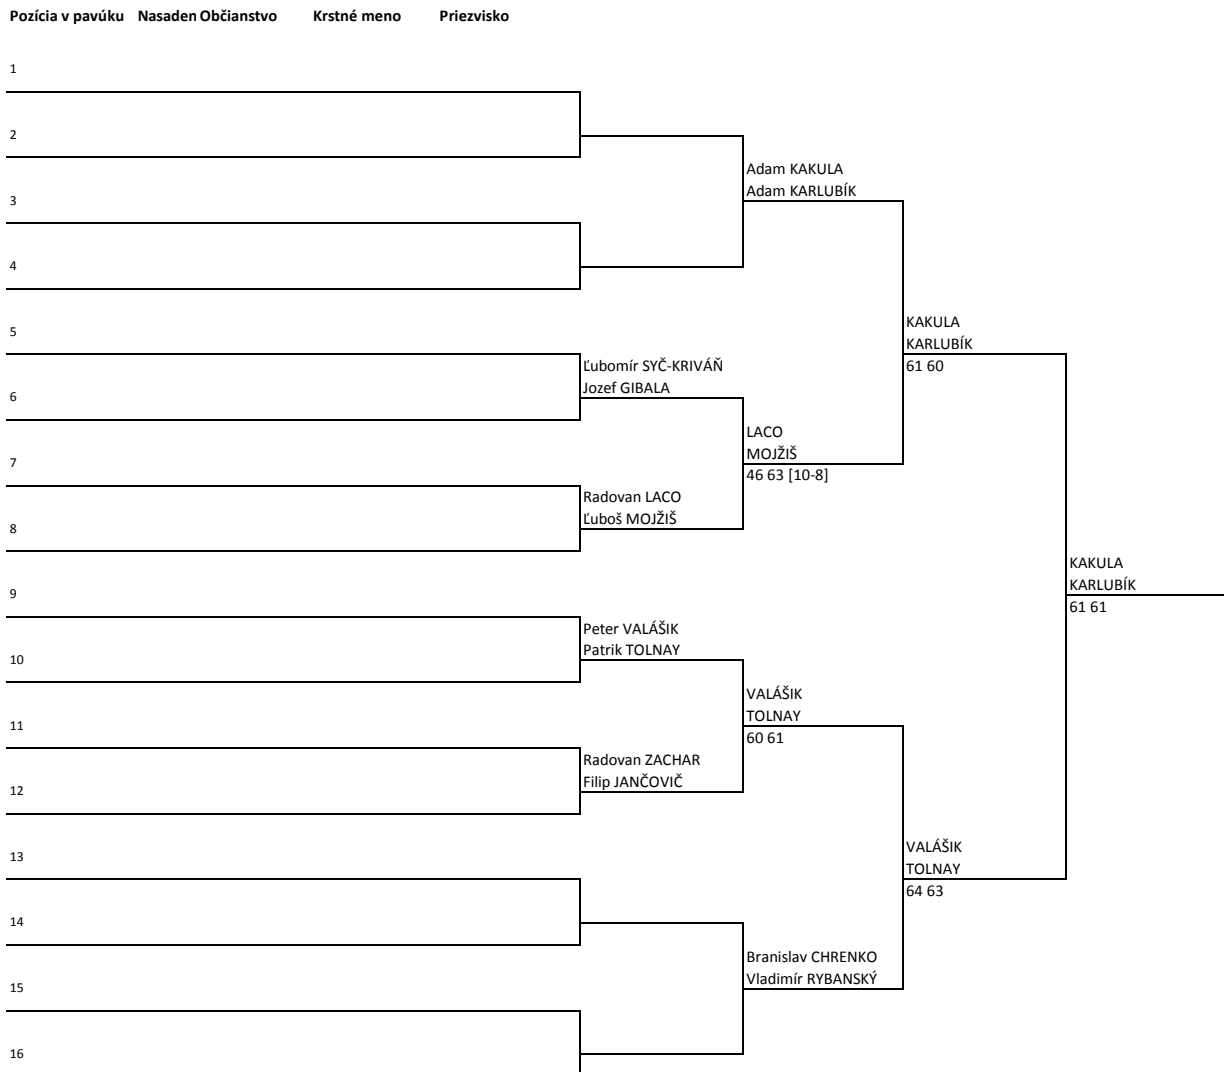 Pozícia v pavúku Nasaden Občianstvo Krstné meno Priezvisko
1
2
Adam KAKULA
Adam KARLUBÍK
3
4
KAKULA
KARLUBÍK
61 60
5
Ľubomír SYČ-KRIVÁŇ
Jozef GIBALA
6
LACO
MOJŽIŠ
46 63 [10-8]
7
Radovan LACO
Ľuboš MOJŽIŠ
8
KAKULA
KARLUBÍK
61 61
9
Peter VALÁŠIK
Patrik TOLNAY
10
VALÁŠIK
TOLNAY
60 61
11
Radovan ZACHAR
Filip JANČOVIČ
12
13
VALÁŠIK
TOLNAY
64 63
14
Branislav CHRENKO
Vladimír RYBANSKÝ
15
16